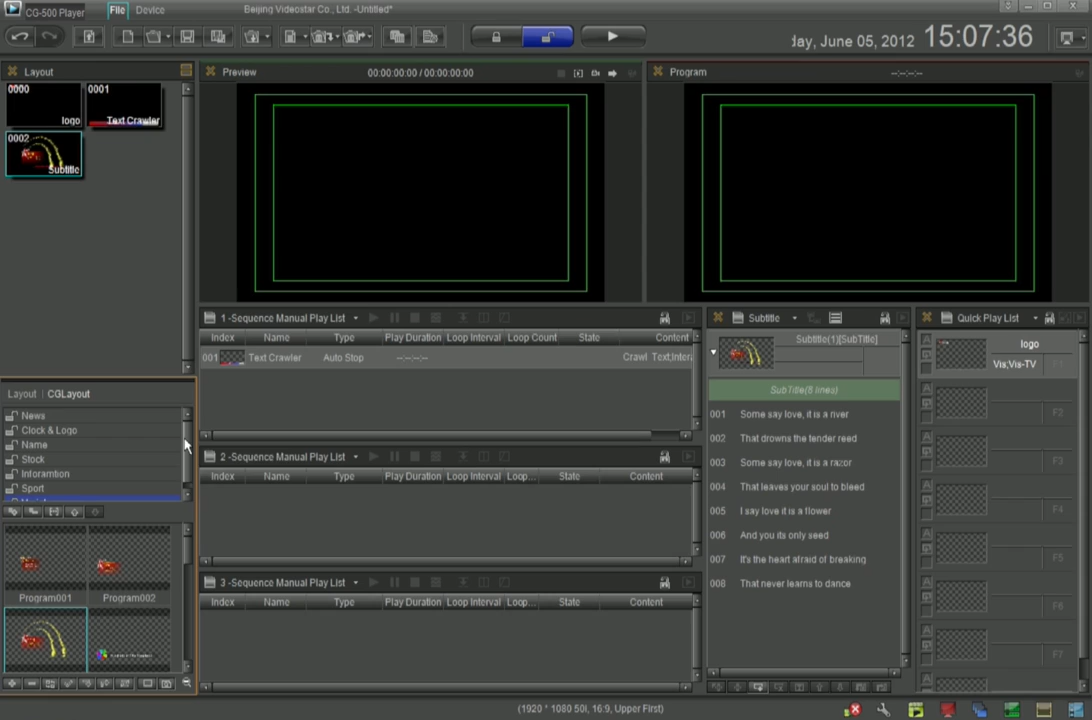 CG-500 Player File Device Beijing Videostar Co., Ltd. -Untitled*
day, June 05, 2012 15:07:36
Layout Preview 00:00:00:00 / 00:00:00:00 Program --:--:--:--
0000 0001
logo Text Crawler
0002
Subtitle
1 -Sequence Manual Play List Subtitle Quick Play List
Index Name Type Play Duration Loop Interval Loop Count State Content Subtitle(1)[SubTitle] logo
001 Text Crawler Auto Stop --:--:--:-- Crawl Text;Inter Vis;Vis-TV F1
SubTitle(8 lines)
Layout CGLayout
News 001 Some say love, it is a river F2
Clock & Logo 002 That drowns the tender reed
Name 2 -Sequence Manual Play List 003 Some say love, it is a razor F3
Stock Index Name Type Play Duration Loop Interval Loop... State Content
Intoramtion 004 That leaves your soul to bleed
Sport 005 I say love it is a flower F4
006 And you its only seed
007 It's the heart afraid of breaking F5
3 -Sequence Manual Play List 008 That never learns to dance
Program001 Program002 Index Name Type Play Duration Loop Interval Loop... State Content F6
F7
(1920 * 1080 50I, 16:9, Upper First)